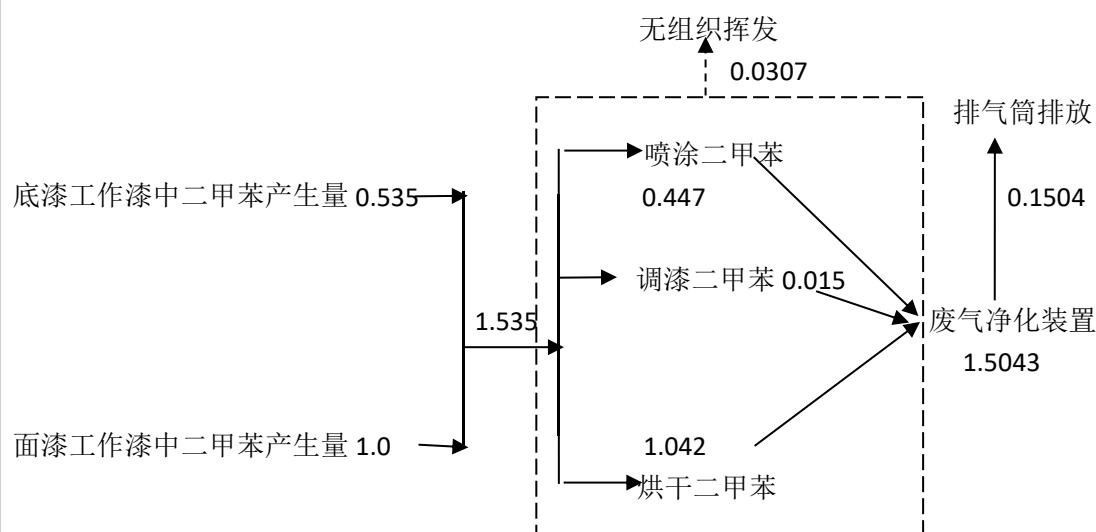 无组织挥发
0.0307
排气筒排放
喷涂二甲苯
底漆工作漆中二甲苯产生量 0.535
0.447
0.1504
调漆二甲苯 0.015
1.535
废气净化装置
1.5043
面漆工作漆中二甲苯产生量 1.0
1.042
烘干二甲苯